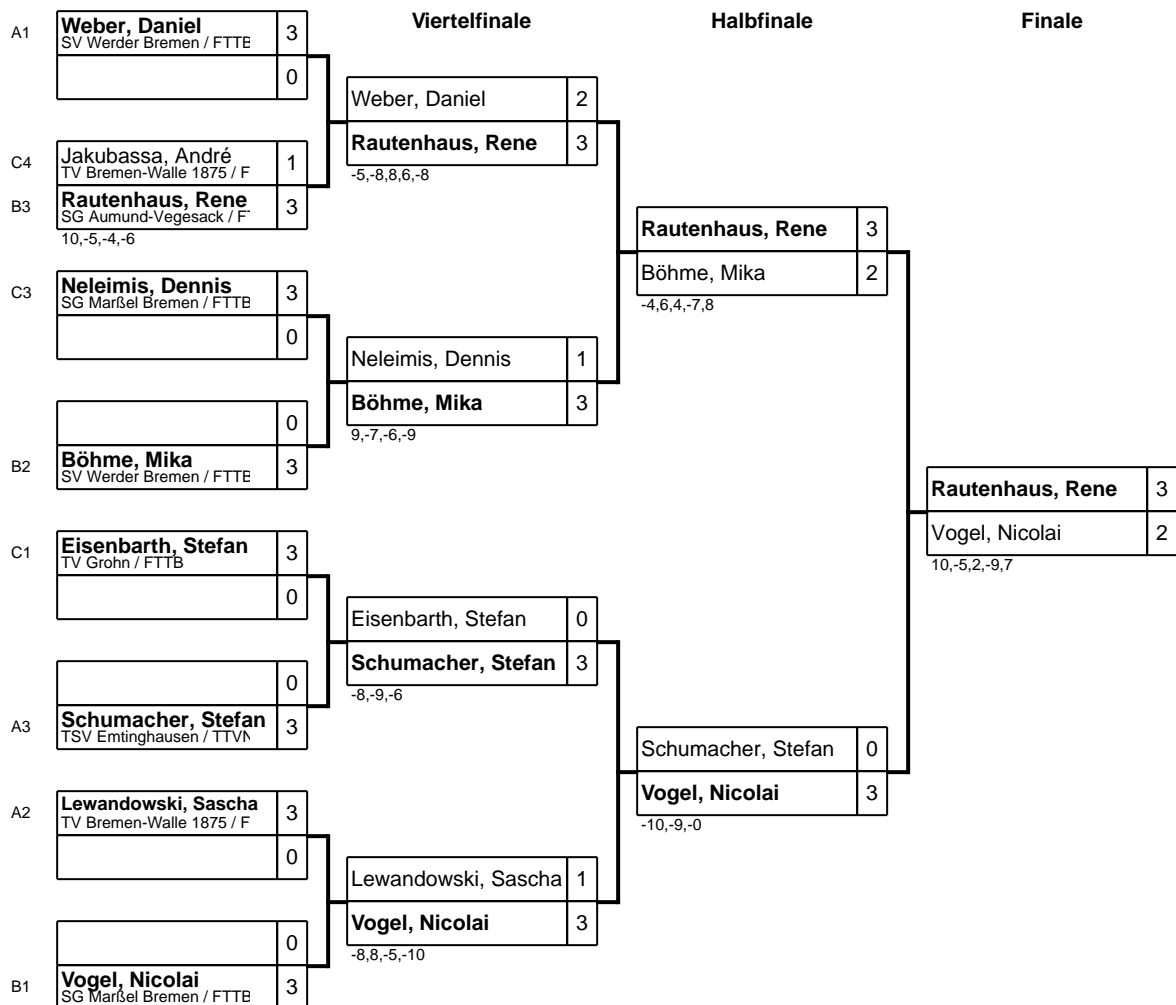 Viertelfinale
Halbfinale
Finale
A1
Weber, Daniel
SV Werder Bremen / FTTB
3
0
C4
Jakubassa, André
TV Bremen-Walle 1875 / F
1
B3
Rautenhaus, Rene
SG Aumund-Vegesack / F
3
10,-5,-4,-6
C3
Neleimis, Dennis
SG Marßel Bremen / FTTB
3
0
0
B2
Böhme, Mika
SV Werder Bremen / FTTB
3
C1
Eisenbarth, Stefan
TV Grohn / FTTB
3
0
0
A3
Schumacher, Stefan
TSV Emtinghausen / TTVN
3
A2
Lewandowski, Sascha
TV Bremen-Walle 1875 / F
3
0
0
B1
Vogel, Nicolai
SG Marßel Bremen / FTTB
3
Weber, Daniel 2
Rautenhaus, Rene 3
-5,-8,8,6,-8
Neleimis, Dennis 1
Böhme, Mika 3
9,-7,-6,-9
Eisenbarth, Stefan 0
Schumacher, Stefan 3
-8,-9,-6
Lewandowski, Sascha 1
Vogel, Nicolai 3
-8,8,-5,-10
Rautenhaus, Rene 3
Böhme, Mika 2
-4,6,4,-7,8
Schumacher, Stefan 0
Vogel, Nicolai 3
-10,-9,-0
Rautenhaus, Rene 3
Vogel, Nicolai 2
10,-5,2,-9,7